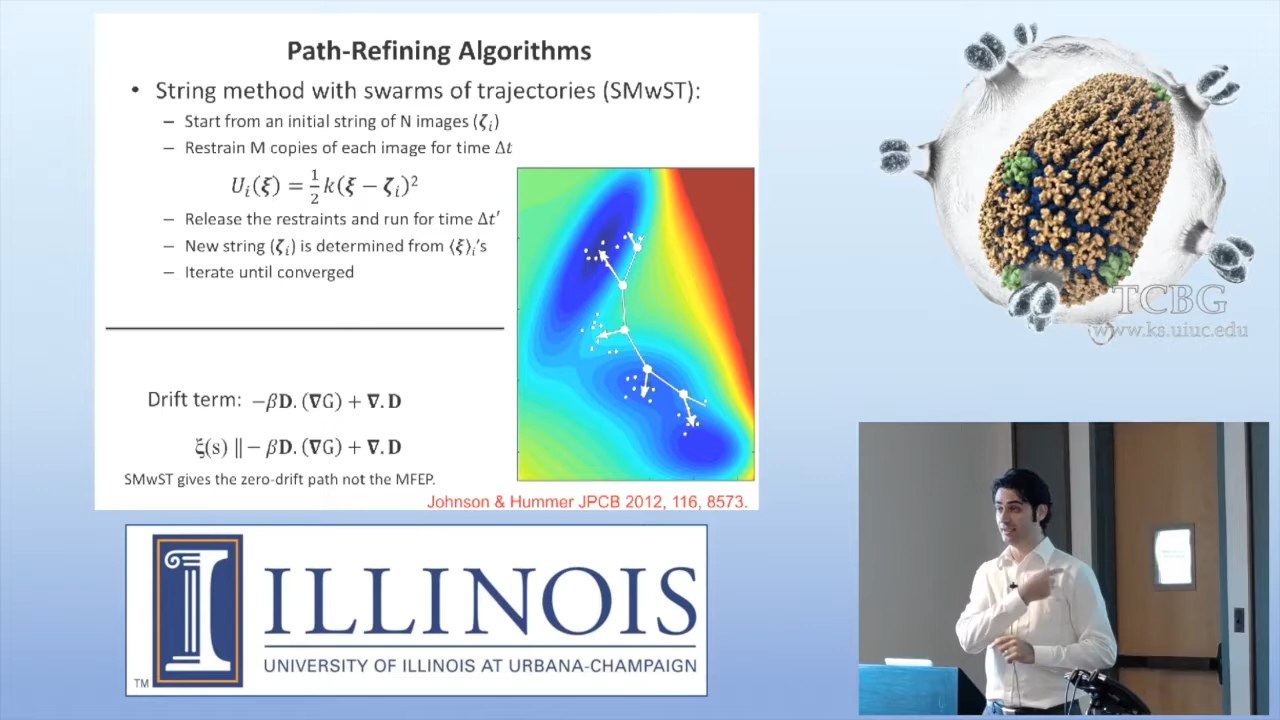 Path-Refining Algorithms
• String method with swarms of trajectories (SMwST):
– Start from an initial string of N images (ζᵢ)
– Restrain M copies of each image for time Δt
Uᵢ(ξ) = ½k(ξ − ζᵢ)²
– Release the restraints and run for time Δt′
– New string (ζᵢ) is determined from ⟨ξ⟩ᵢ's
– Iterate until converged
Drift term: −βD. (∇G) + ∇. D
ξ(s) ∥ − βD. (∇G) + ∇. D
SMwST gives the zero-drift path not the MFEP.
Johnson & Hummer JPCB 2012, 116, 8573.
TCBG
www.ks.uiuc.edu
I ILLINOIS
UNIVERSITY OF ILLINOIS AT URBANA-CHAMPAIGN
TM